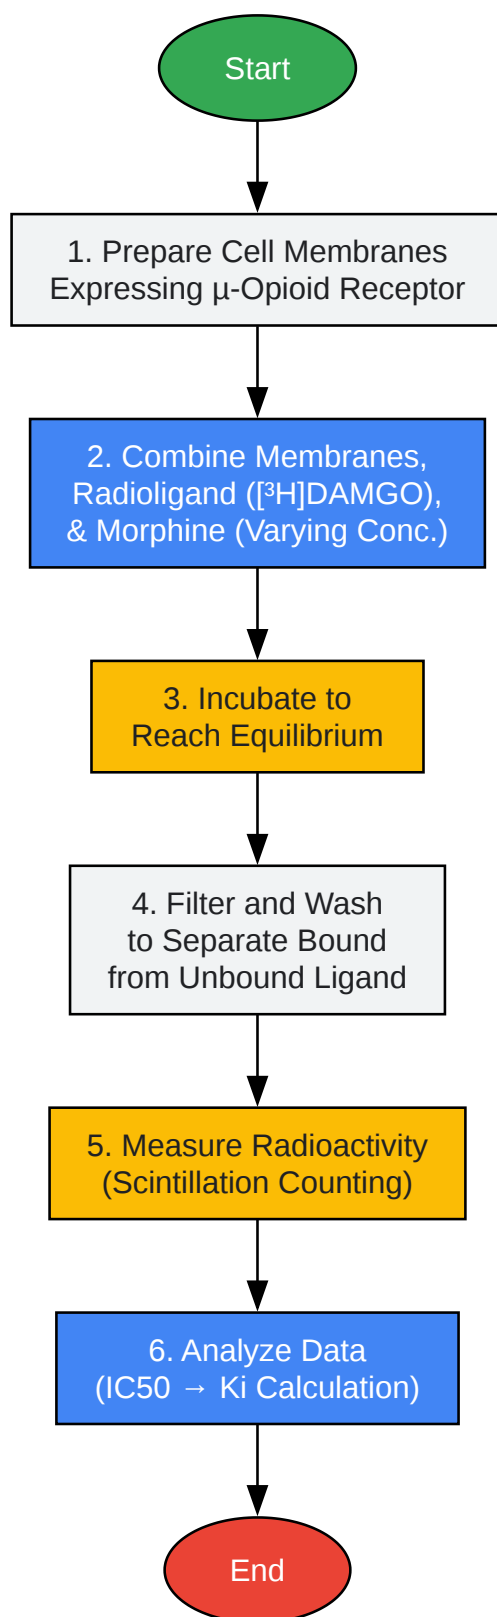 Start
1. Prepare Cell Membranes
Expressing µ-Opioid Receptor
2. Combine Membranes,
Radioligand ([³H]DAMGO),
& Morphine (Varying Conc.)
3. Incubate to
Reach Equilibrium
4. Filter and Wash
to Separate Bound
from Unbound Ligand
5. Measure Radioactivity
(Scintillation Counting)
6. Analyze Data
(IC50 → Ki Calculation)
End